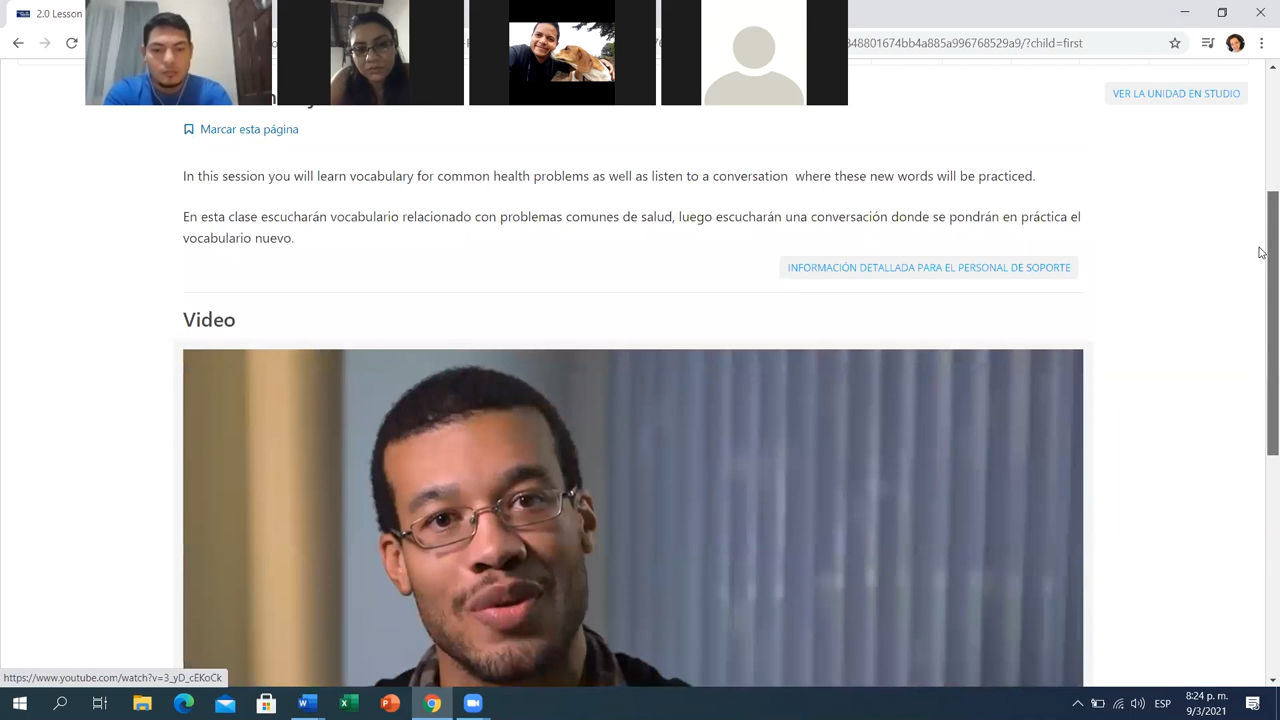 2.0 Lesson
348801674bb4a885a996768529a9/?child=first
VER LA UNIDAD EN STUDIO
Marcar esta página
In this session you will learn vocabulary for common health problems as well as listen to a conversation where these new words will be practiced.
En esta clase escucharán vocabulario relacionado con problemas comunes de salud, luego escucharán una conversación donde se pondrán en práctica el
vocabulario nuevo.
INFORMACIÓN DETALLADA PARA EL PERSONAL DE SOPORTE
Video
https://www.youtube.com/watch?v=3_yD_cEKoCk
ESP
8:24 p. m.
9/3/2021